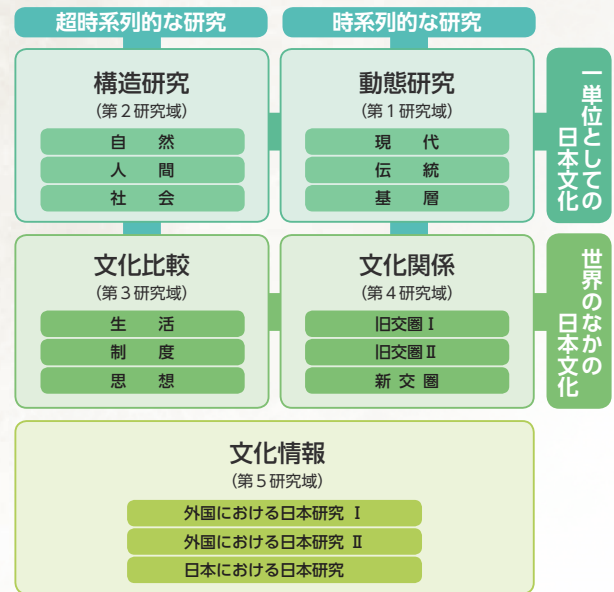 超時系列的な研究
時系列的な研究
構造研究
(第2研究域)
自 然
人 間
社 会
動態研究
(第1研究域)
現 代
伝 統
基 層
一単位としての
日本文化
文化比較
(第3研究域)
生 活
制 度
思 想
文化関係
(第4研究域)
旧交圏Ⅰ
旧交圏Ⅱ
新 交 圏
世界のなかの
日本文化
文化情報
(第5研究域)
外国における日本研究 Ⅰ
外国における日本研究 Ⅱ
日本における日本研究